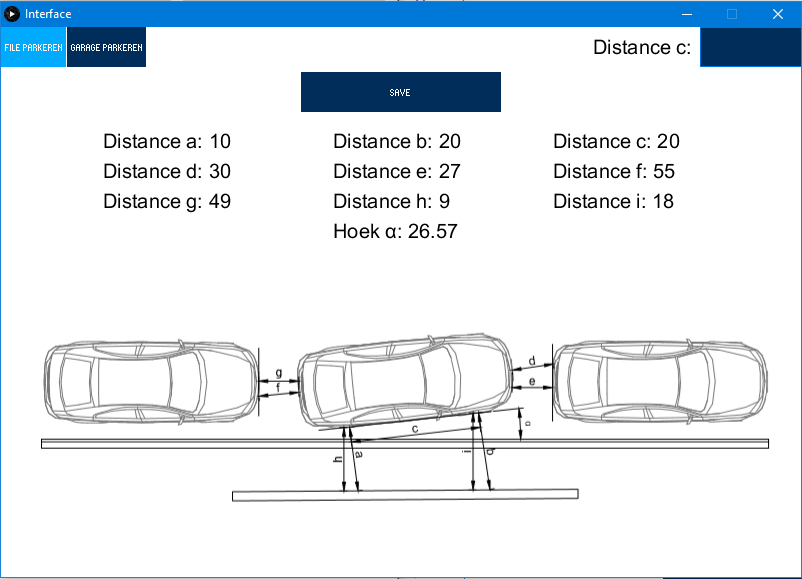 Interface
FILE PARKEREN GARAGE PARKEREN Distance c:
SAVE
Distance a: 10 Distance b: 20 Distance c: 20
Distance d: 30 Distance e: 27 Distance f: 55
Distance g: 49 Distance h: 9 Distance i: 18
Hoek α: 26.57
g
f
d
e
c
h
a
i
b
α